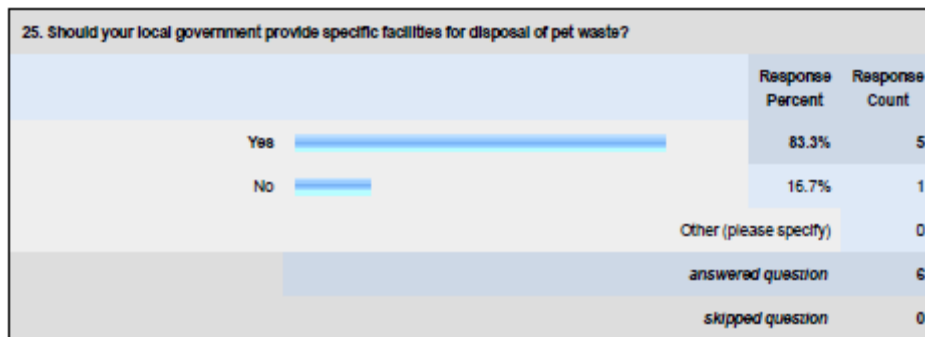 25. Should your local government provide specific facilities for disposal of pet waste?
Response Percent Response Count
Yes 83.3% 5
No 16.7% 1
Other (please specify) 0
answered question 6
skipped question 0